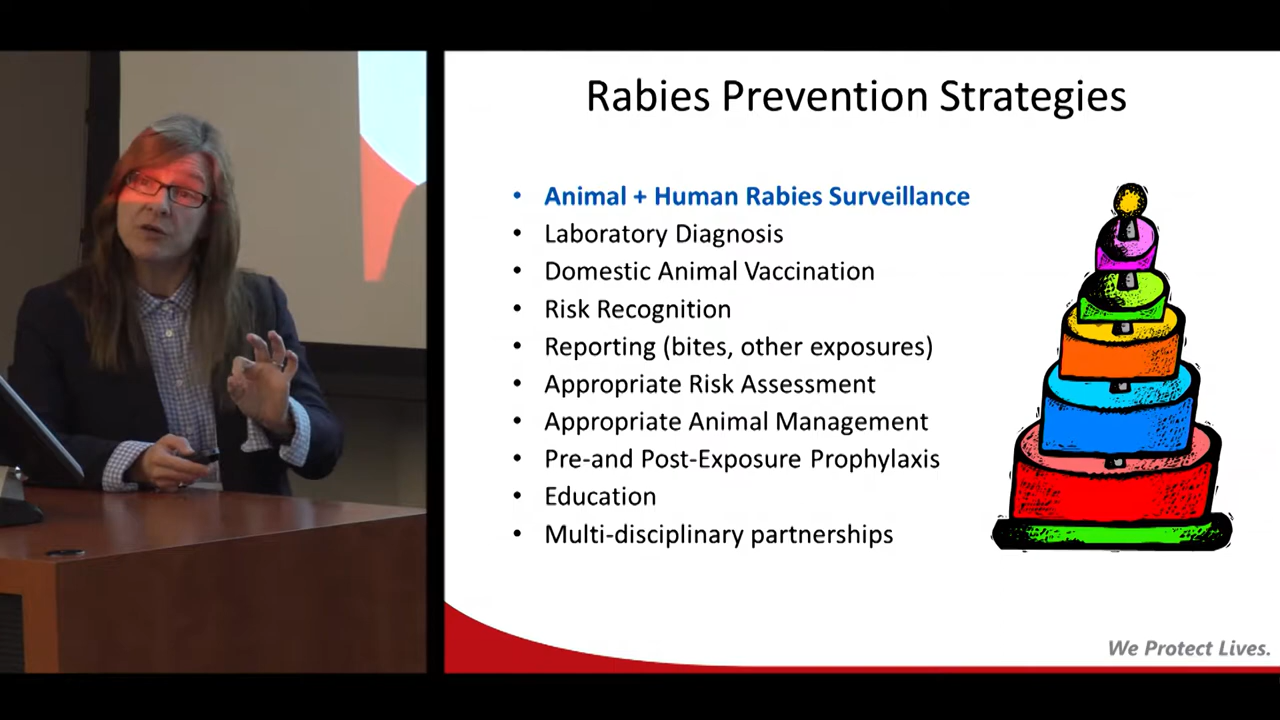 Rabies Prevention Strategies
• Animal + Human Rabies Surveillance
• Laboratory Diagnosis
• Domestic Animal Vaccination
• Risk Recognition
• Reporting (bites, other exposures)
• Appropriate Risk Assessment
• Appropriate Animal Management
• Pre-and Post-Exposure Prophylaxis
• Education
• Multi-disciplinary partnerships
We Protect Lives.